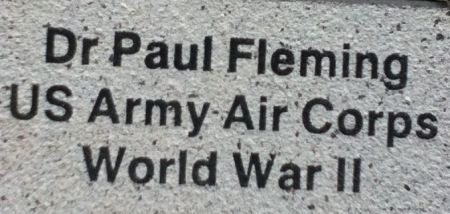 Dr Paul Fleming
US Army Air Corps
World War II